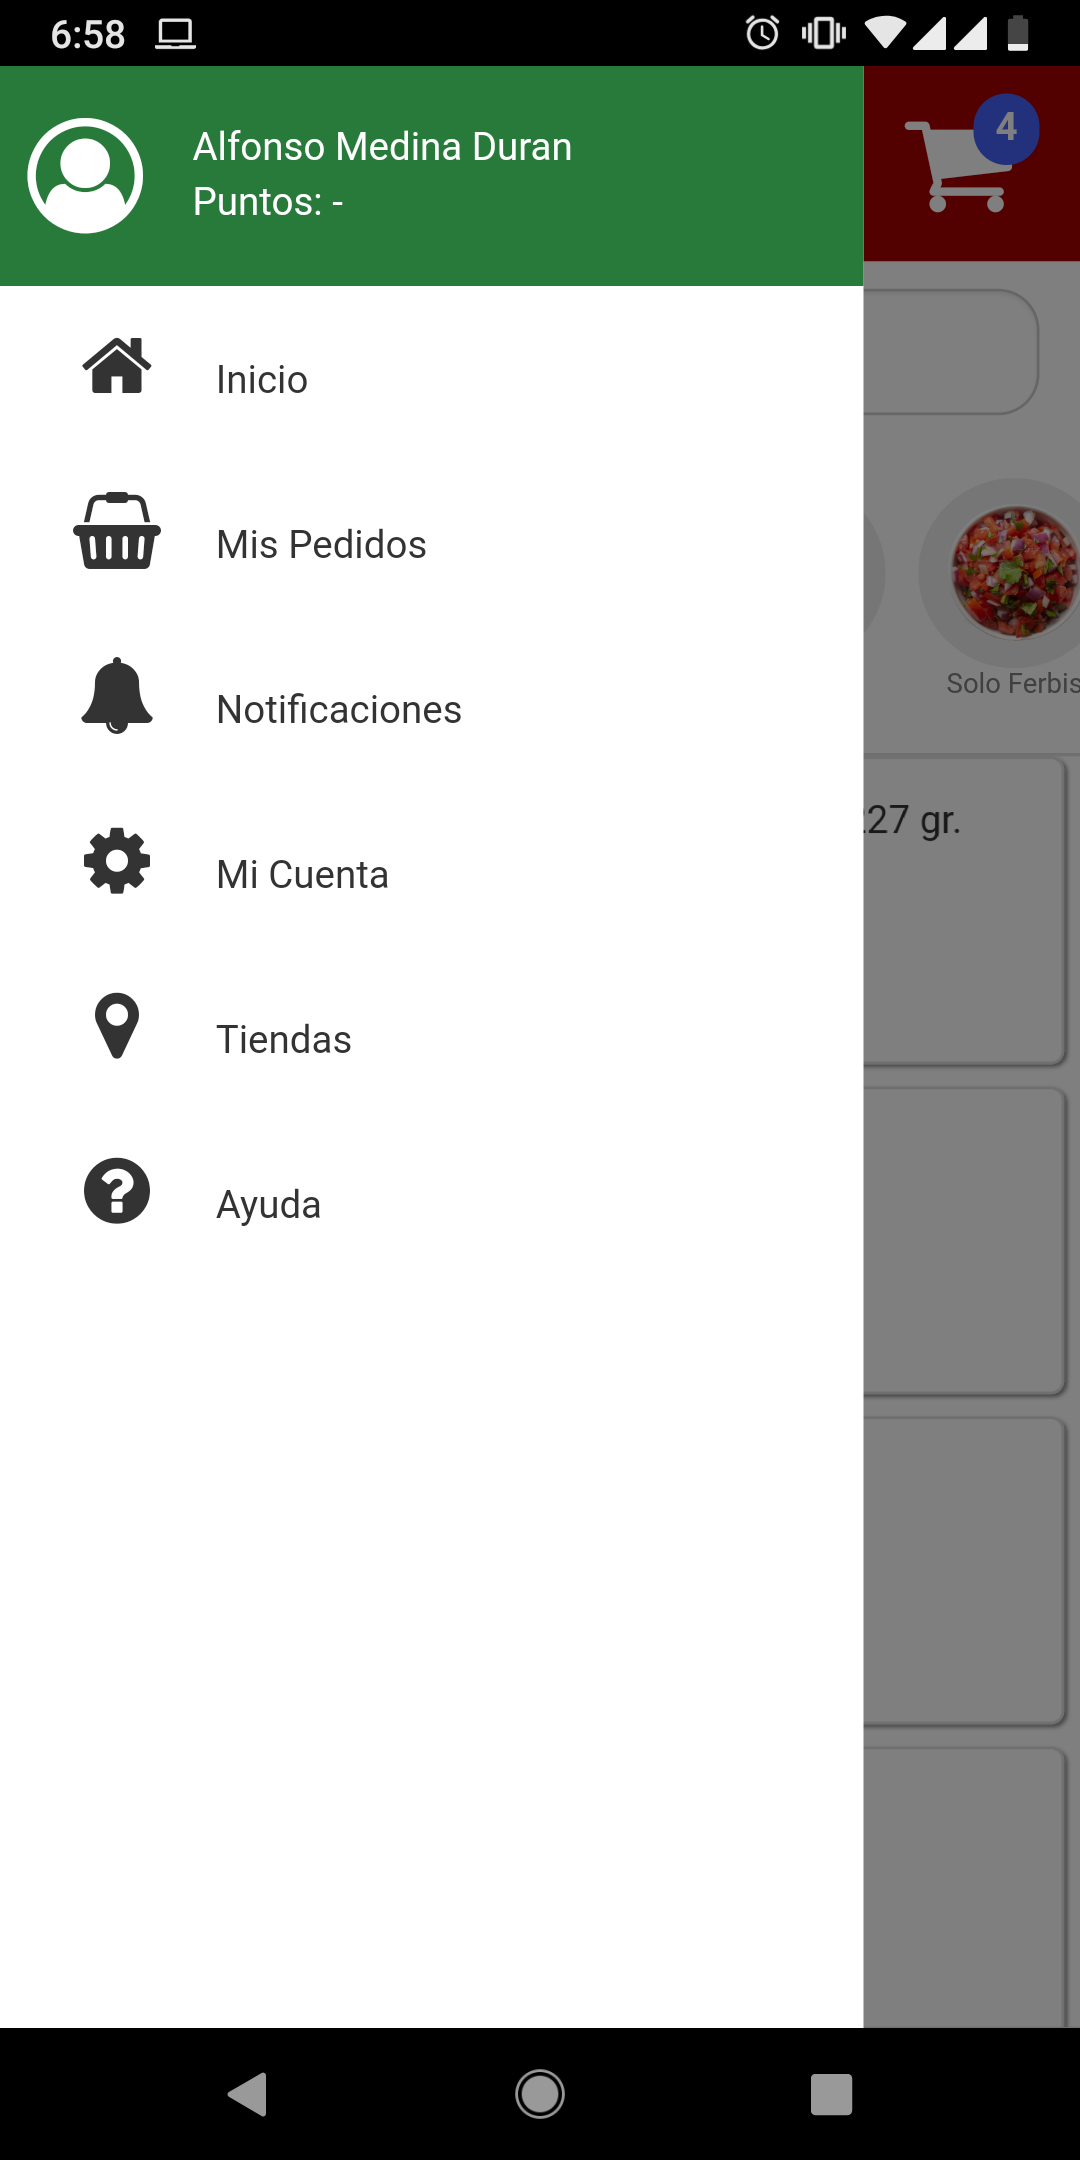 6:58
4
Alfonso Medina Duran
Puntos: -
Inicio
Mis Pedidos
Notificaciones
Mi Cuenta
Tiendas
Ayuda
Solo Ferbis
27 gr.